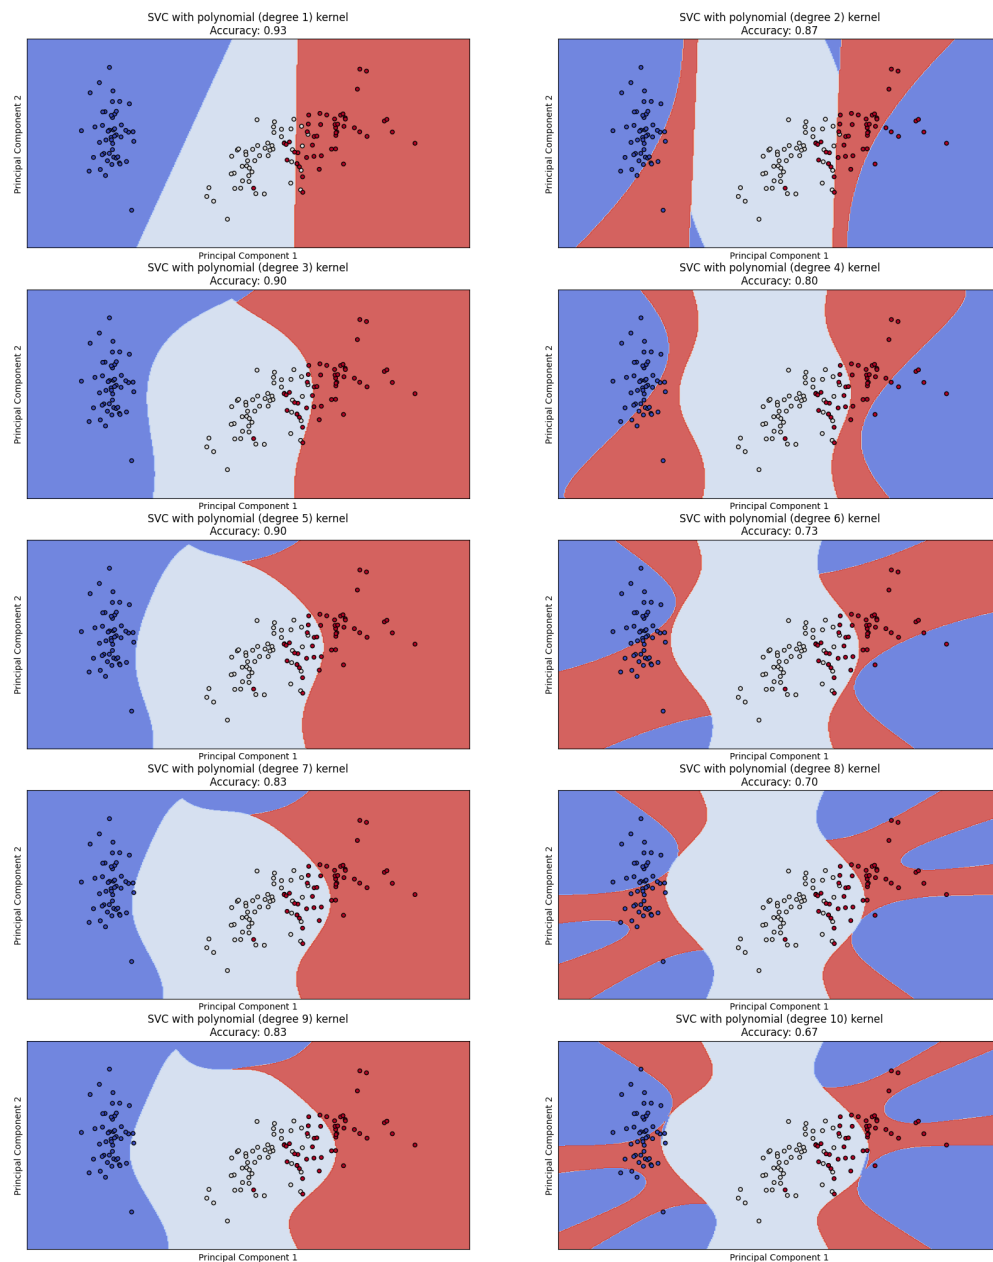 SVC with polynomial (degree 1) kernel
Accuracy: 0.93
Principal Component 2
Principal Component 1
SVC with polynomial (degree 2) kernel
Accuracy: 0.87
Principal Component 2
Principal Component 1
SVC with polynomial (degree 3) kernel
Accuracy: 0.90
Principal Component 2
Principal Component 1
SVC with polynomial (degree 4) kernel
Accuracy: 0.80
Principal Component 2
Principal Component 1
SVC with polynomial (degree 5) kernel
Accuracy: 0.90
Principal Component 2
Principal Component 1
SVC with polynomial (degree 6) kernel
Accuracy: 0.73
Principal Component 2
Principal Component 1
SVC with polynomial (degree 7) kernel
Accuracy: 0.83
Principal Component 2
Principal Component 1
SVC with polynomial (degree 8) kernel
Accuracy: 0.70
Principal Component 2
Principal Component 1
SVC with polynomial (degree 9) kernel
Accuracy: 0.83
Principal Component 2
Principal Component 1
SVC with polynomial (degree 10) kernel
Accuracy: 0.67
Principal Component 2
Principal Component 1